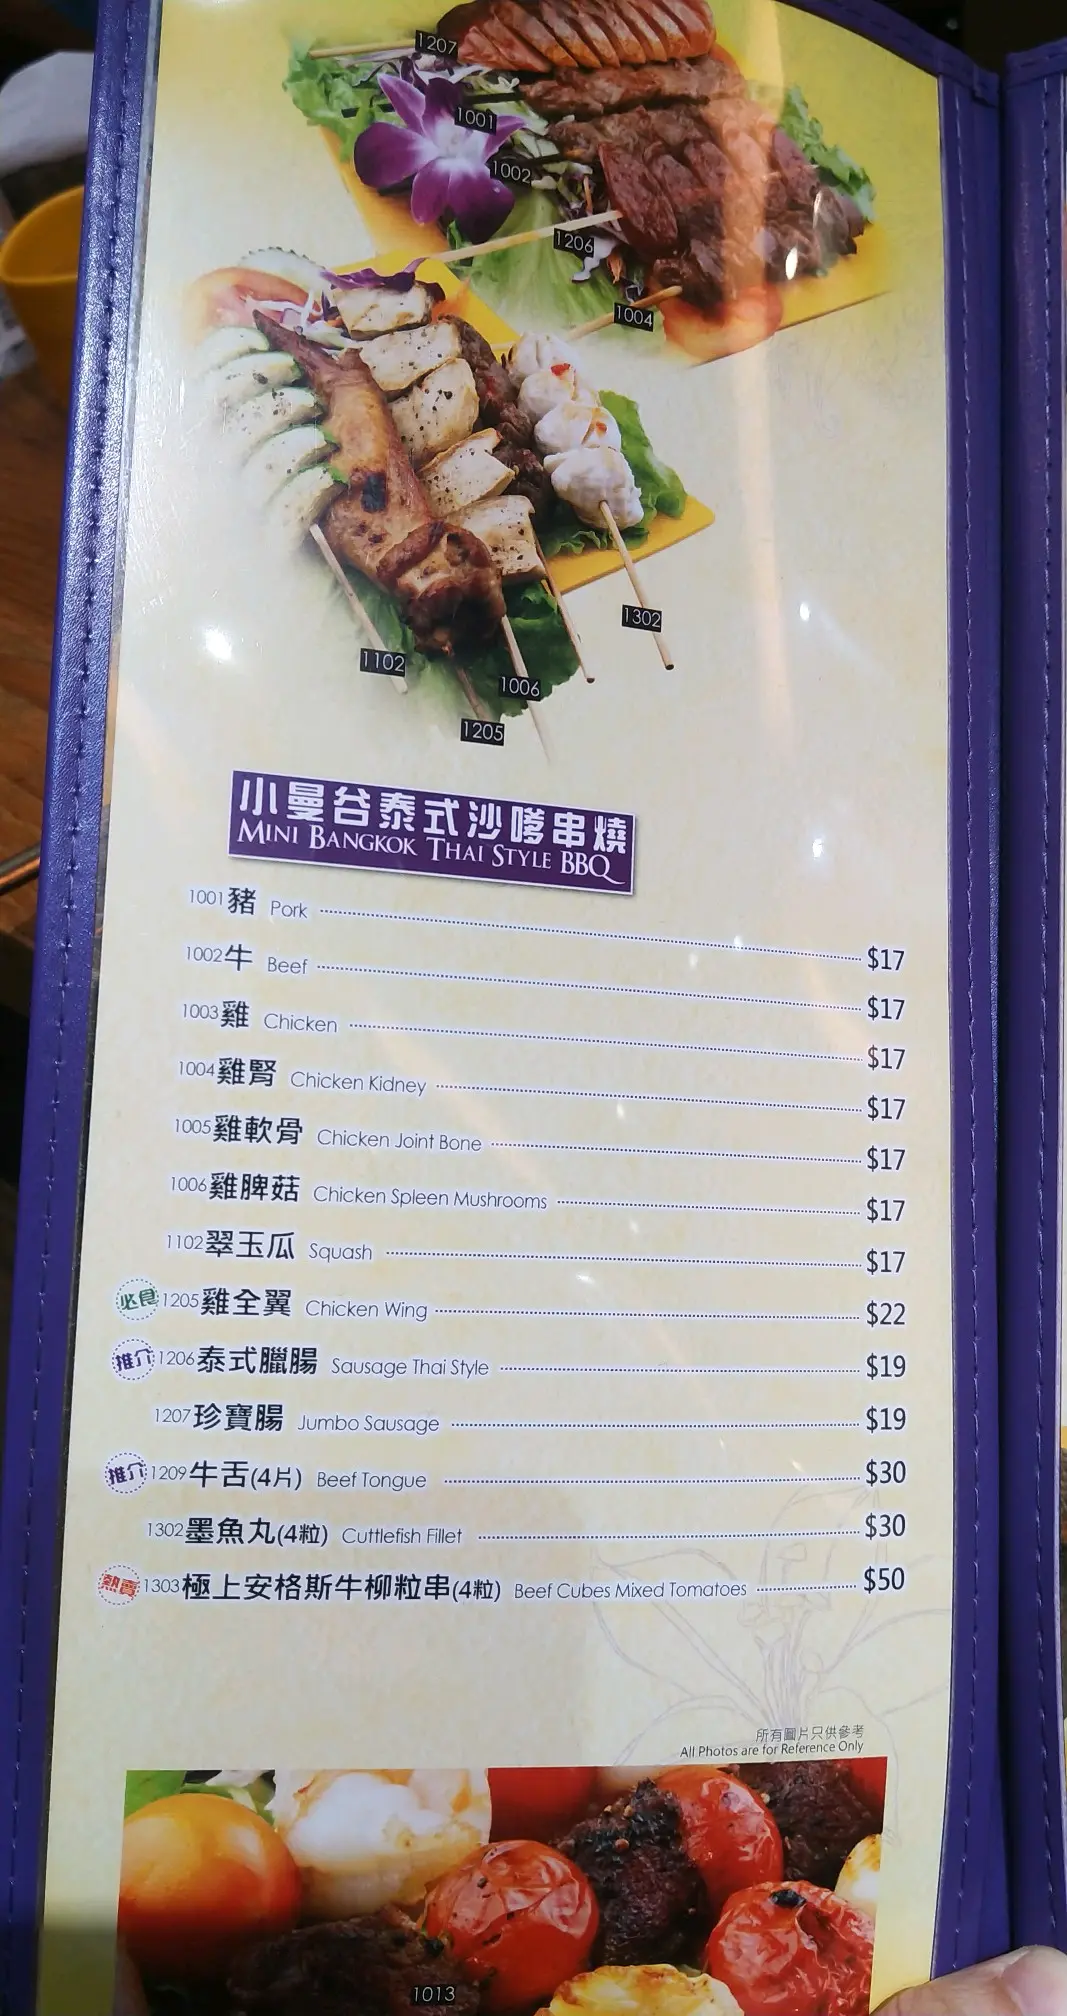 1207
1001
1002
1206
1004
1302
1102
1006
1205
小曼谷泰式沙嗲串燒
MINI BANGKOK THAI STYLE BBQ
1001豬 Pork $17
1002牛 Beef $17
1003雞 Chicken $17
1004雞腎 Chicken Kidney $17
1005雞軟骨 Chicken Joint Bone $17
1006雞脾菇 Chicken Spleen Mushrooms $17
1102翠玉瓜 Squash $17
必食 1205雞全翼 Chicken Wing $22
推介 1206泰式臘腸 Sausage Thai Style $19
1207珍寶腸 Jumbo Sausage $19
推介 1209牛舌(4片) Beef Tongue $30
1302墨魚丸(4粒) Cuttlefish Fillet $30
熱賣 1303極上安格斯牛柳粒串(4粒) Beef Cubes Mixed Tomatoes $50
所有圖片只供參考
All Photos are for Reference Only
1013